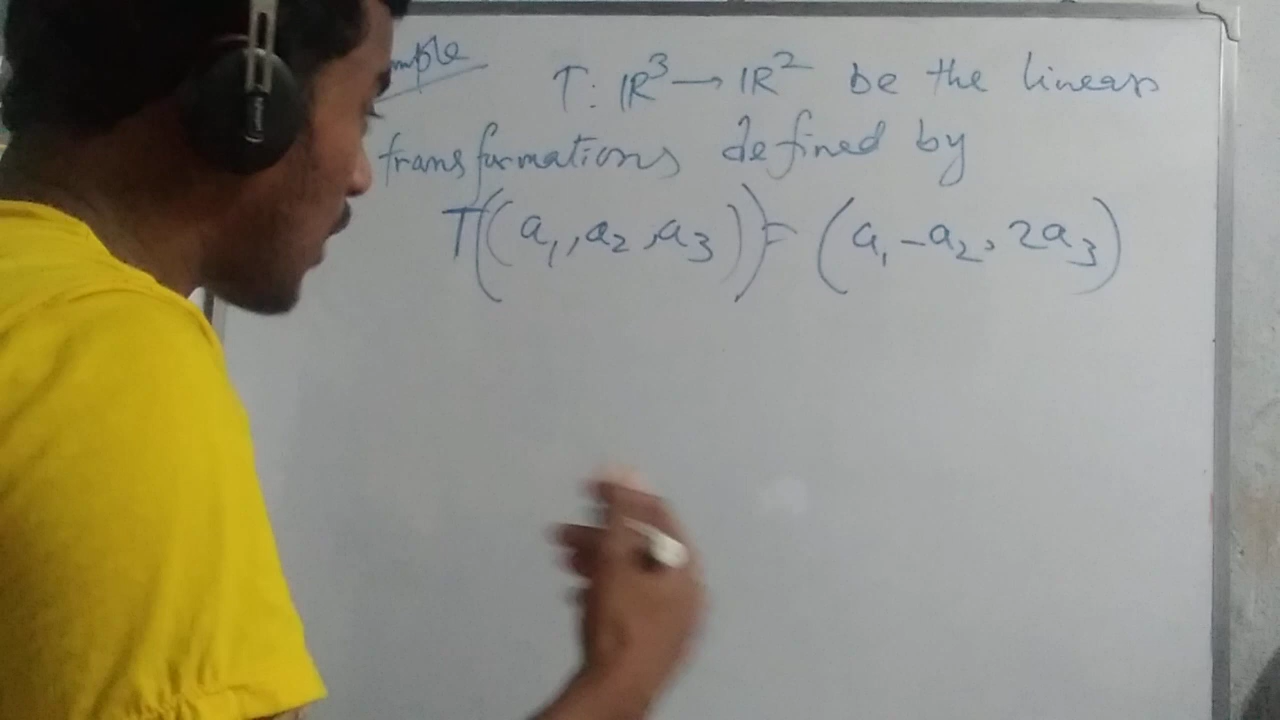 mple T: ℝ³ → ℝ² be the linear
transformations defined by
T((a₁, a₂, a₃)) = (a₁ - a₂, 2a₃)